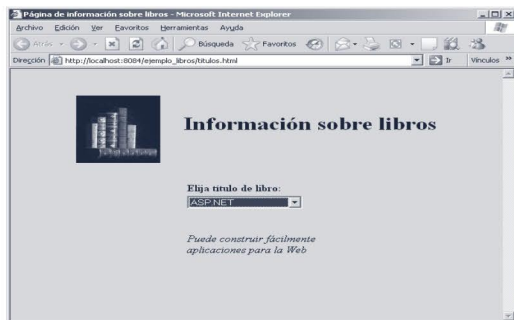 Página de información sobre libros - Microsoft Internet Explorer
Archivo Edición Ver Favoritos Herramientas Ayuda
Atrás Búsqueda Favoritos
Dirección http://localhost:8084/ejemplo_libros/titulos.html Ir Vínculos »
Información sobre libros
Elija titulo de libro:
ASP.NET
Puede construir fácilmente
aplicaciones para la Web